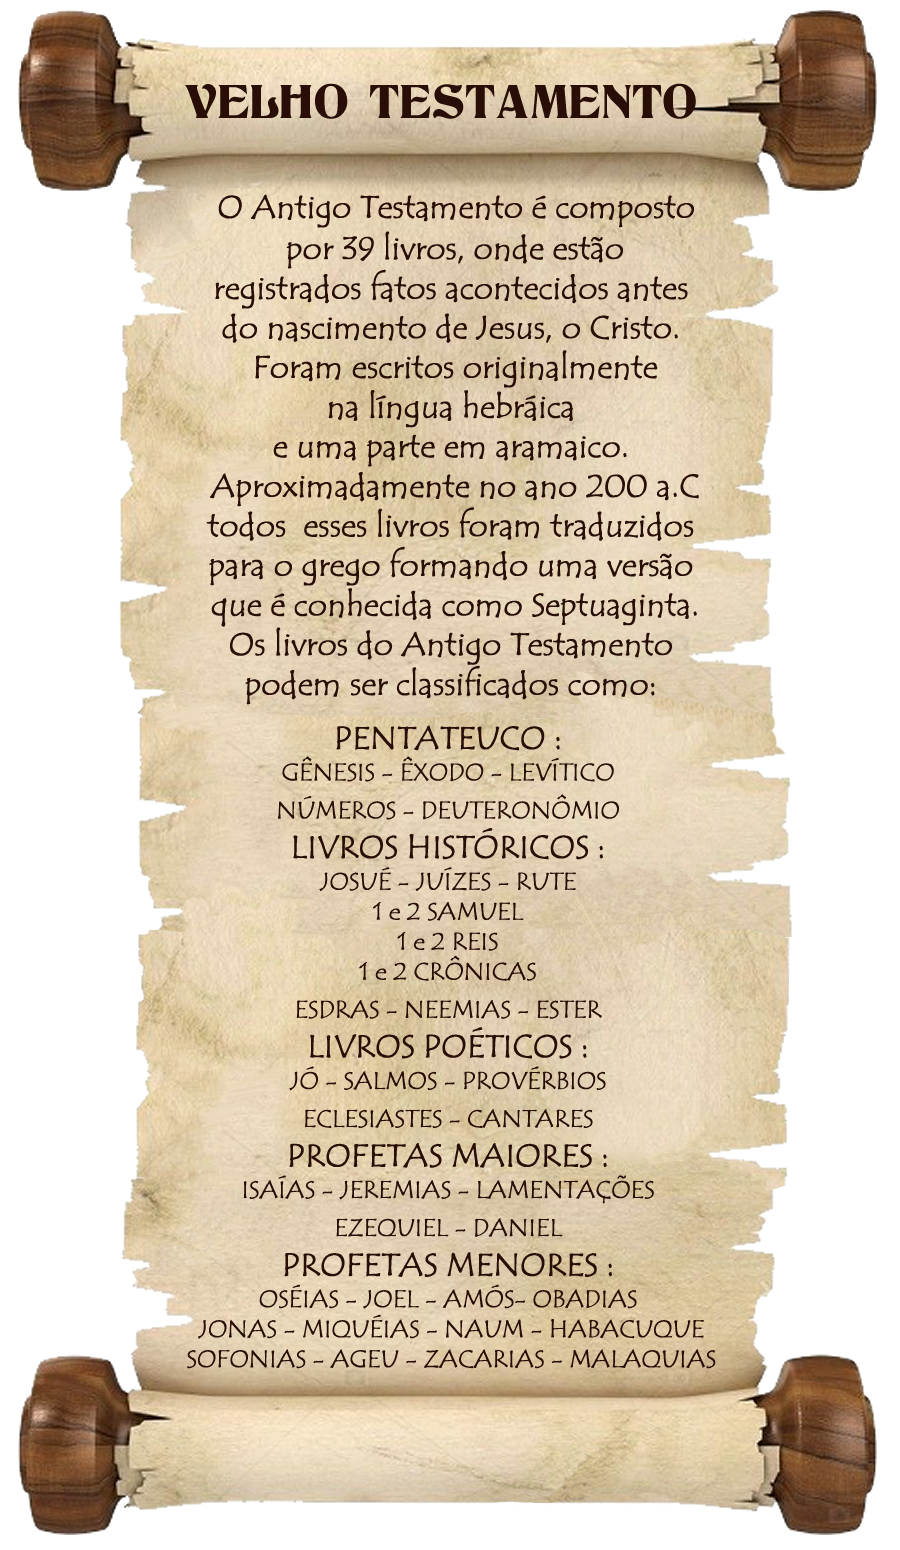 VELHO TESTAMENTO
O Antigo Testamento é composto
por 39 livros, onde estão
registrados fatos acontecidos antes
do nascimento de Jesus, o Cristo.
Foram escritos originalmente
na língua hebráica
e uma parte em aramaico.
Aproximadamente no ano 200 a.C
todos esses livros foram traduzidos
para o grego formando uma versão
que é conhecida como Septuaginta.
Os livros do Antigo Testamento
podem ser classificados como:
PENTATEUCO :
GÊNESIS - ÊXODO - LEVÍTICO
NÚMEROS - DEUTERONÔMIO
LIVROS HISTÓRICOS :
JOSUÉ - JUÍZES - RUTE
1 e 2 SAMUEL
1 e 2 REIS
1 e 2 CRÔNICAS
ESDRAS - NEEMIAS - ESTER
LIVROS POÉTICOS :
JÓ - SALMOS - PROVÉRBIOS
ECLESIASTES - CANTARES
PROFETAS MAIORES :
ISAÍAS - JEREMIAS - LAMENTAÇÕES
EZEQUIEL - DANIEL
PROFETAS MENORES :
OSÉIAS - JOEL - AMÓS- OBADIAS
JONAS - MIQUÉIAS - NAUM - HABACUQUE
SOFONIAS - AGEU - ZACARIAS - MALAQUIAS